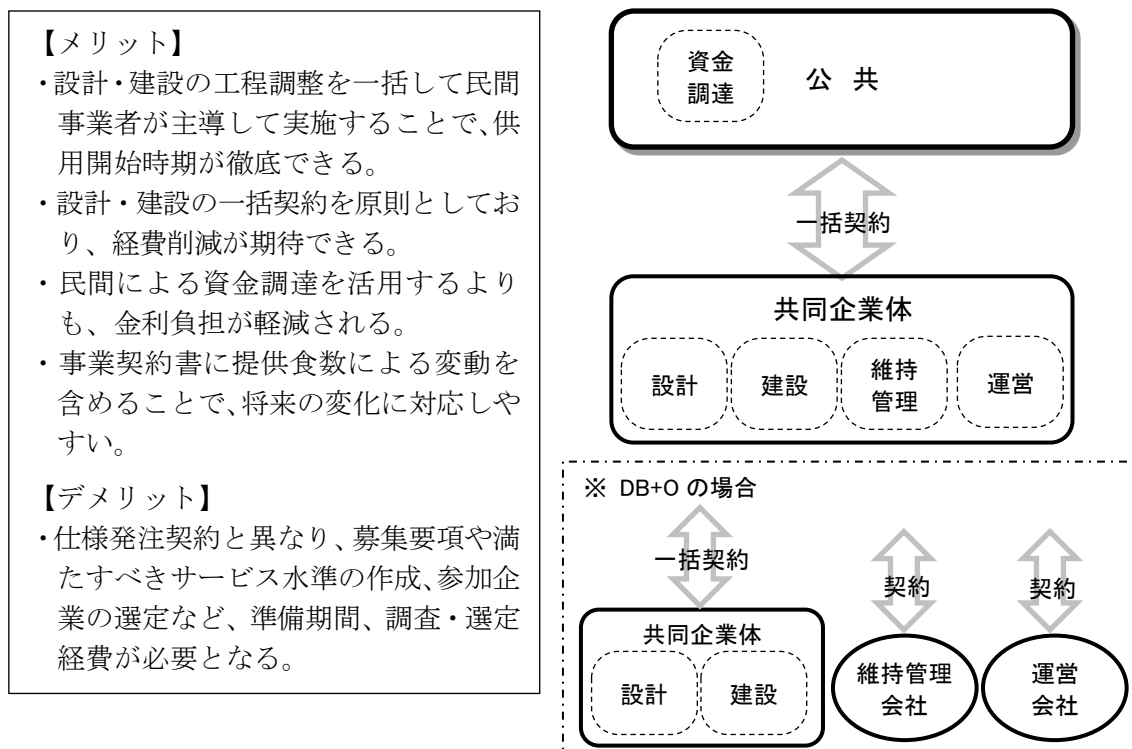 【メリット】
・設計・建設の工程調整を一括して民間
事業者が主導して実施することで、供
用開始時期が徹底できる。
・設計・建設の一括契約を原則としてお
り、経費削減が期待できる。
・民間による資金調達を活用するより
も、金利負担が軽減される。
・事業契約書に提供食数による変動を
含めることで、将来の変化に対応しや
すい。
【デメリット】
・仕様発注契約と異なり、募集要項や満
たすべきサービス水準の作成、参加企
業の選定など、準備期間、調査・選定
経費が必要となる。
資金
調達
公 共
一括契約
共同企業体
設計
建設
維持
管理
運営
※ DB+O の場合
一括契約
契約
契約
共同企業体
設計
建設
維持管理
会社
運営
会社